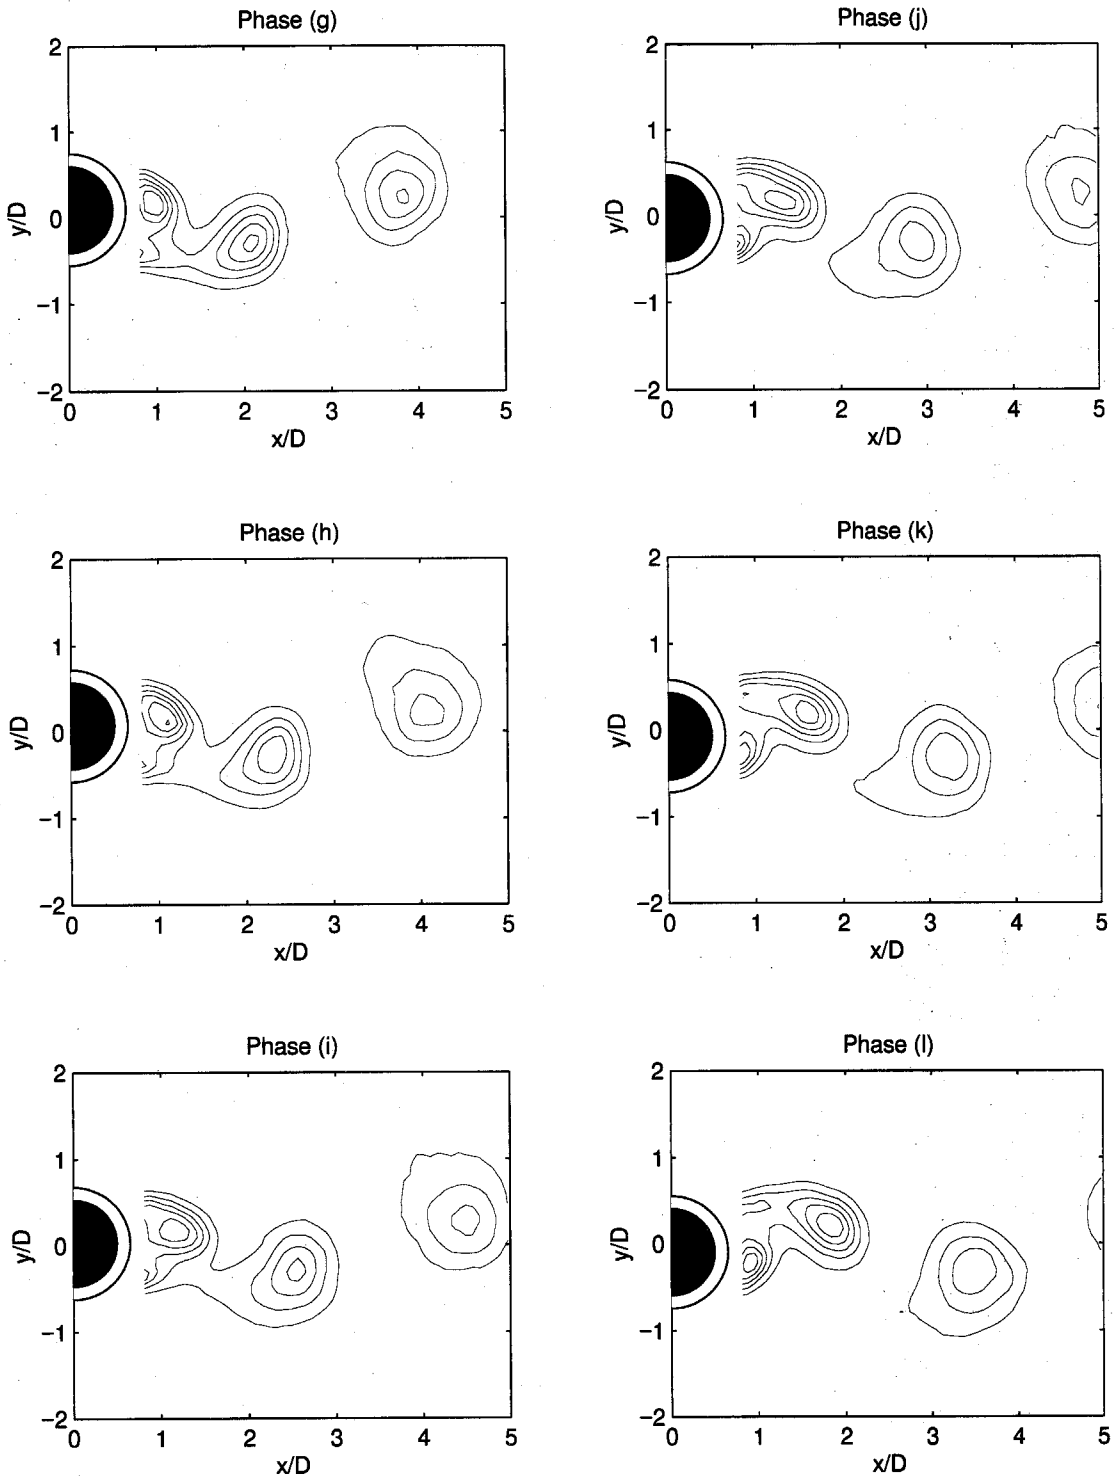 Phase (g)
2
1
0
−1
−2
y/D
0 1 2 3 4 5
x/D
Phase (j)
2
1
0
−1
−2
y/D
0 1 2 3 4 5
x/D
Phase (h)
2
1
0
−1
−2
y/D
0 1 2 3 4 5
x/D
Phase (k)
2
1
0
−1
−2
y/D
0 1 2 3 4 5
x/D
Phase (i)
2
1
0
−1
−2
y/D
0 1 2 3 4 5
x/D
Phase (l)
2
1
0
−1
−2
y/D
0 1 2 3 4 5
x/D